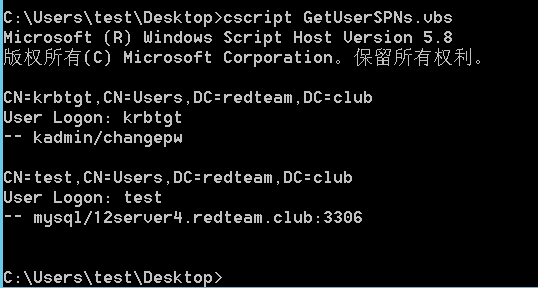 C:\Users\test\Desktop>cscript GetUserSPNs.vbs
Microsoft (R) Windows Script Host Version 5.8
版权所有(C) Microsoft Corporation。保留所有权利。
CN=krbtgt,CN=Users,DC=redteam,DC=club
User Logon: krbtgt
-- kadmin/changepw
CN=test,CN=Users,DC=redteam,DC=club
User Logon: test
-- mysql/12server4.redteam.club:3306
C:\Users\test\Desktop>